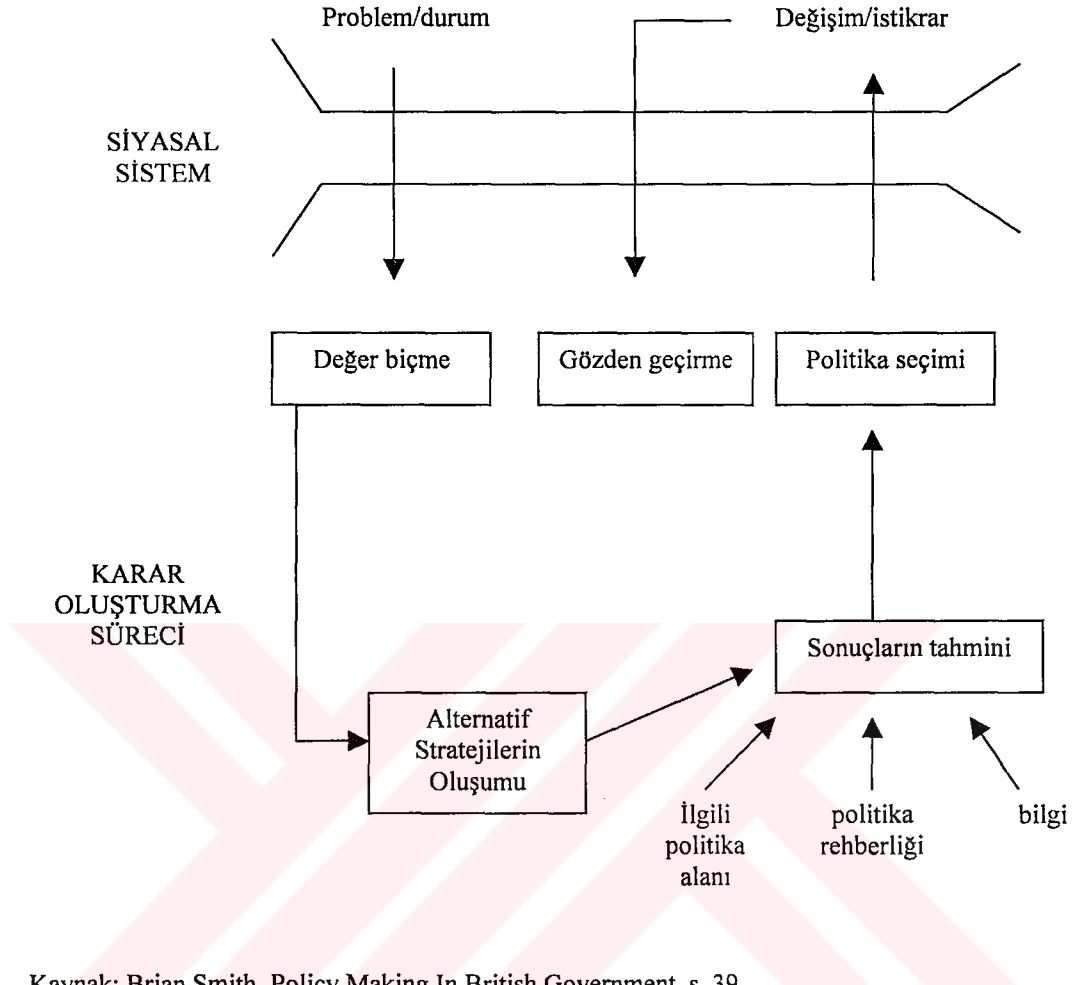 Problem/durum
Değişim/istikrar
SİYASAL
SİSTEM
Değer biçme
Gözden geçirme
Politika seçimi
KARAR
OLUŞTURMA
SÜRECİ
Sonuçların tahmini
Alternatif
Stratejilerin
Oluşumu
İlgili
politika
alanı
politika
rehberliği
bilgi
Kaynak: Brian Smith, Policy Making In British Government, s. 39